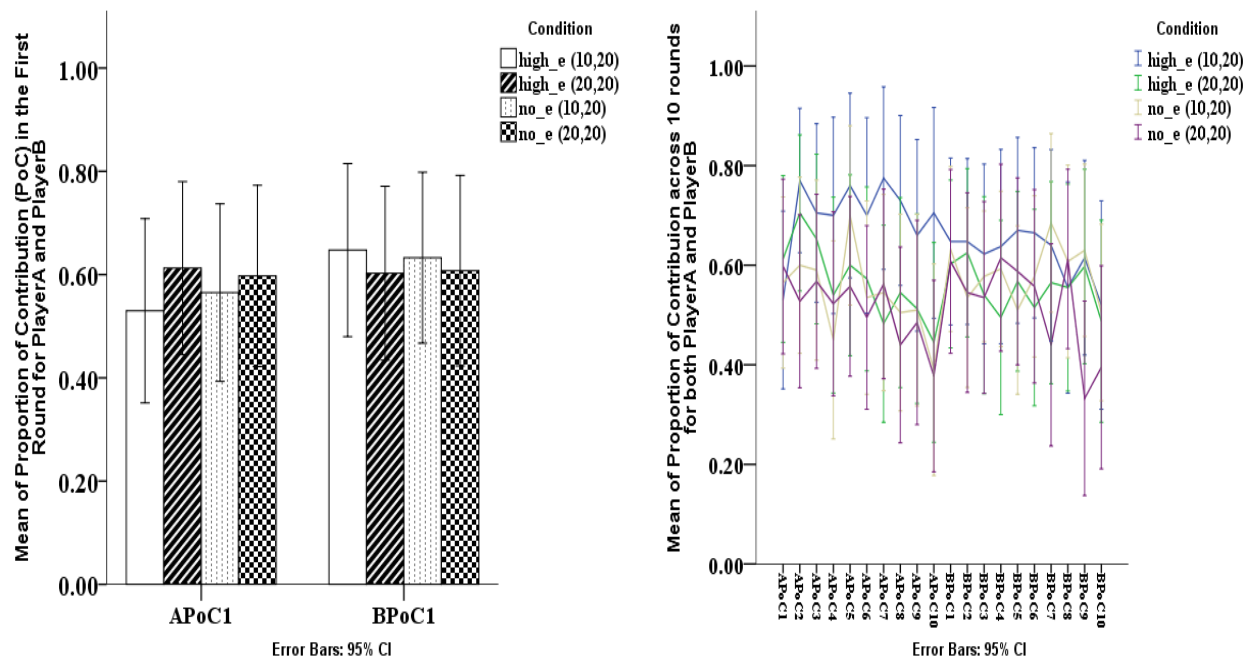 Mean of Proportion of Contribution (PoC) in the First
Round for PlayerA and PlayerB
1.00
0.80
0.60
0.40
0.20
0.00
APoC1
BPoC1
Error Bars: 95% CI
Condition
high_e (10,20)
high_e (20,20)
no_e (10,20)
no_e (20,20)
Mean of Proportion of Contribuion across 10 rounds
for both PlayerA and PlayerB
1.00
0.80
0.60
0.40
0.20
0.00
APoC1
APoC2
APoC3
APoC4
APoC5
APoC6
APoC7
APoC8
APoC9
APoC10
BPoC1
BPoC2
BPoC3
BPoC4
BPoC5
BPoC6
BPoC7
BPoC8
BPoC9
BPoC10
Error Bars: 95% CI
Condition
high_e (10,20)
high_e (20,20)
no_e (10,20)
no_e (20,20)